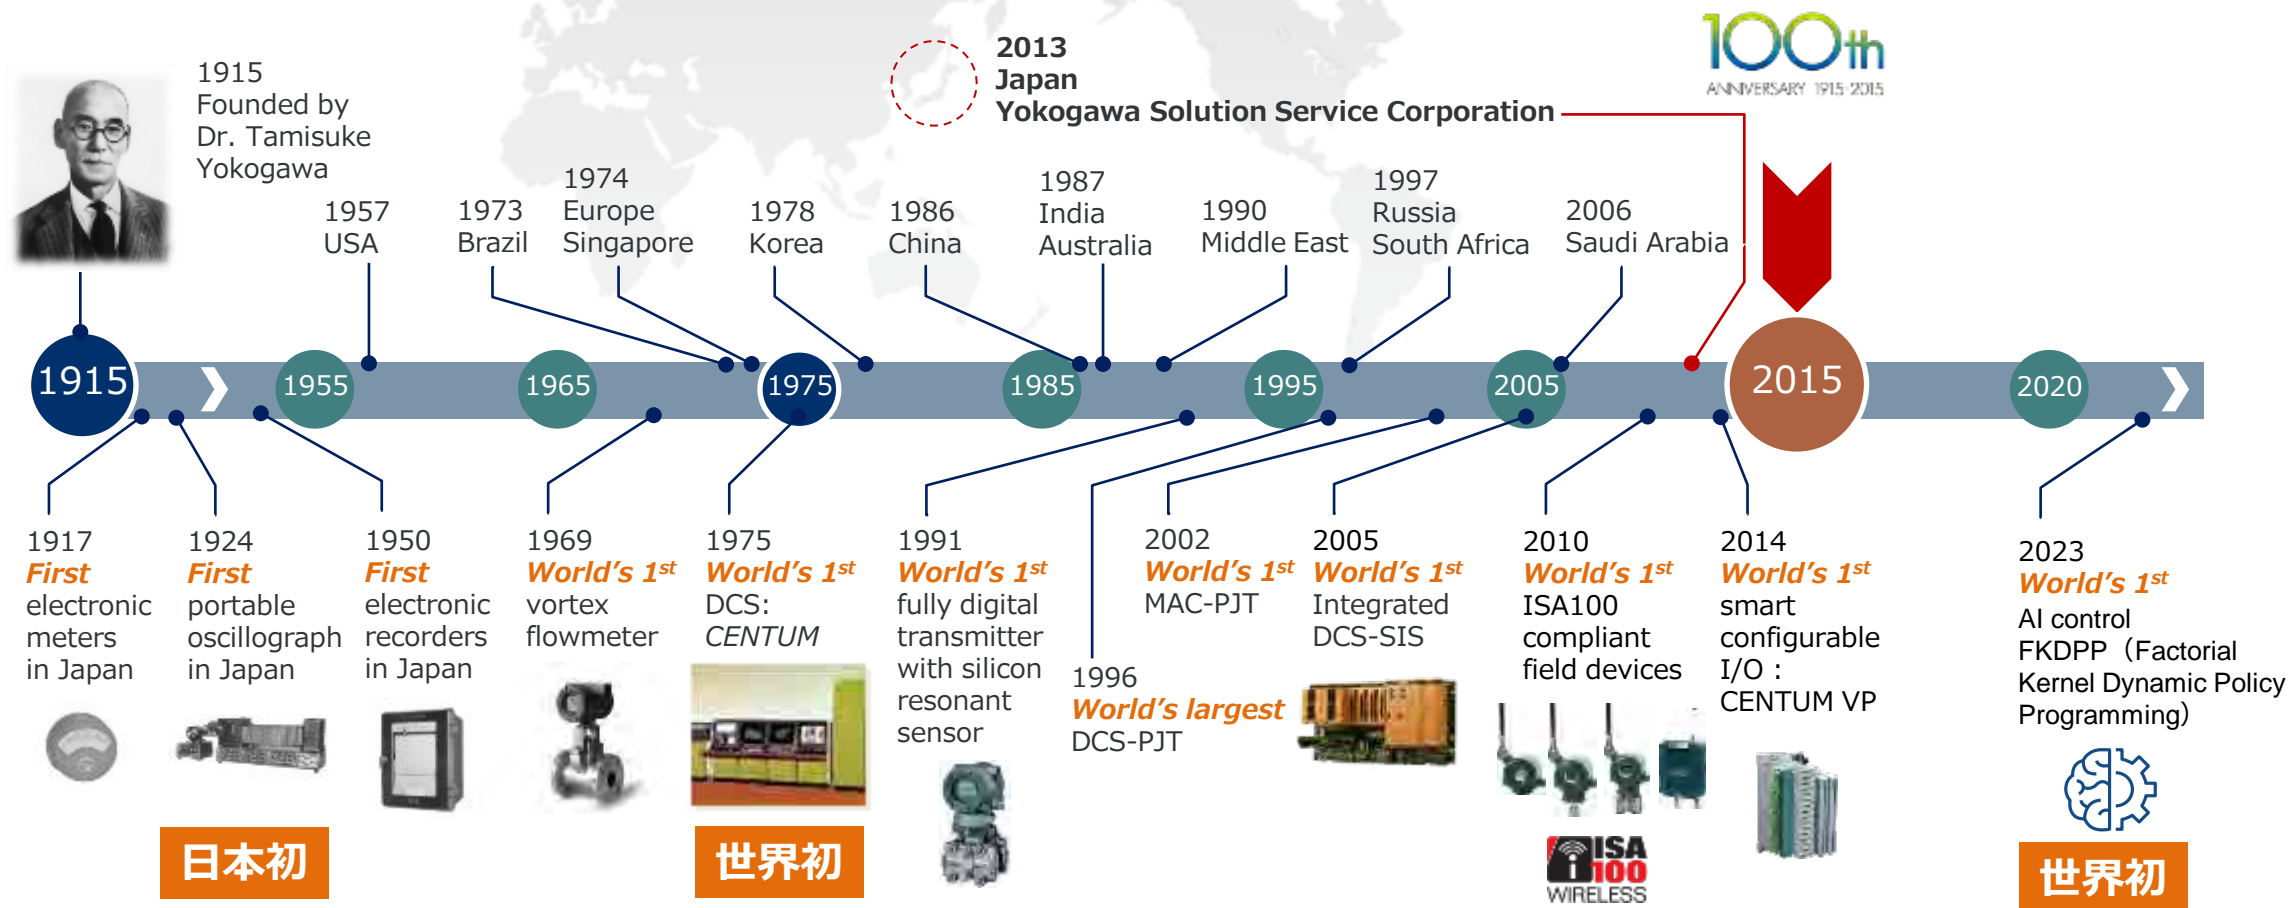 1915
Founded by
Dr. Tamisuke
Yokogawa
2013
Japan
Yokogawa Solution Service Corporation
100th
ANNIVERSARY 1915-2015
1957
USA
1973
Brazil
1974
Europe
Singapore
1978
Korea
1986
China
1987
India
Australia
1990
Middle East
1997
Russia
South Africa
2006
Saudi Arabia
1915
1955
1965
1975
1985
1995
2005
2015
2020
1917
First
electronic
meters
in Japan
1924
First
portable
oscillograph
in Japan
1950
First
electronic
recorders
in Japan
1969
World's 1st
vortex
flowmeter
1975
World's 1st
DCS:
CENTUM
1991
World's 1st
fully digital
transmitter
with silicon
resonant
sensor
1996
World's largest
DCS-PJT
2002
World's 1st
MAC-PJT
2005
World's 1st
Integrated
DCS-SIS
2010
World's 1st
ISA100
compliant
field devices
2014
World's 1st
smart
configurable
I/O :
CENTUM VP
2023
World's 1st
AI control
FKDPP（Factorial
Kernel Dynamic Policy
Programming）
日本初
世界初
ISA
100
WIRELESS
世界初